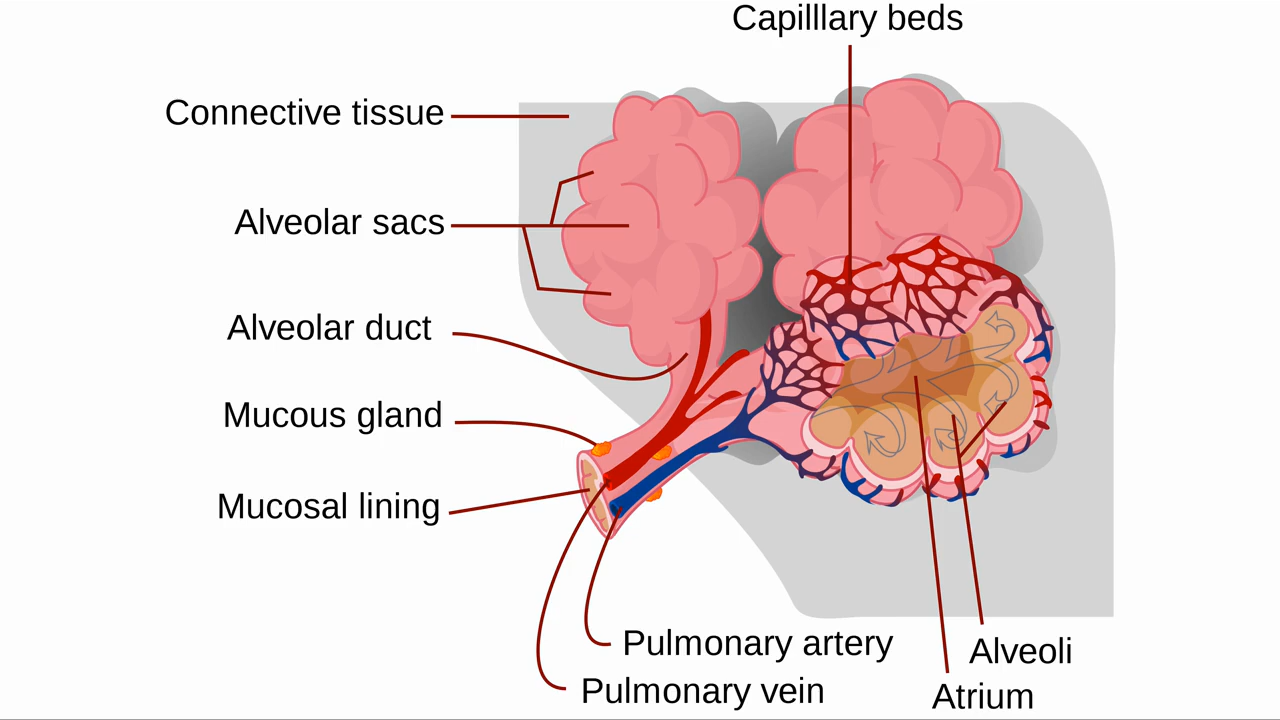 Capilllary beds
Connective tissue
Alveolar sacs
Alveolar duct
Mucous gland
Mucosal lining
Pulmonary artery
Alveoli
Pulmonary vein
Atrium